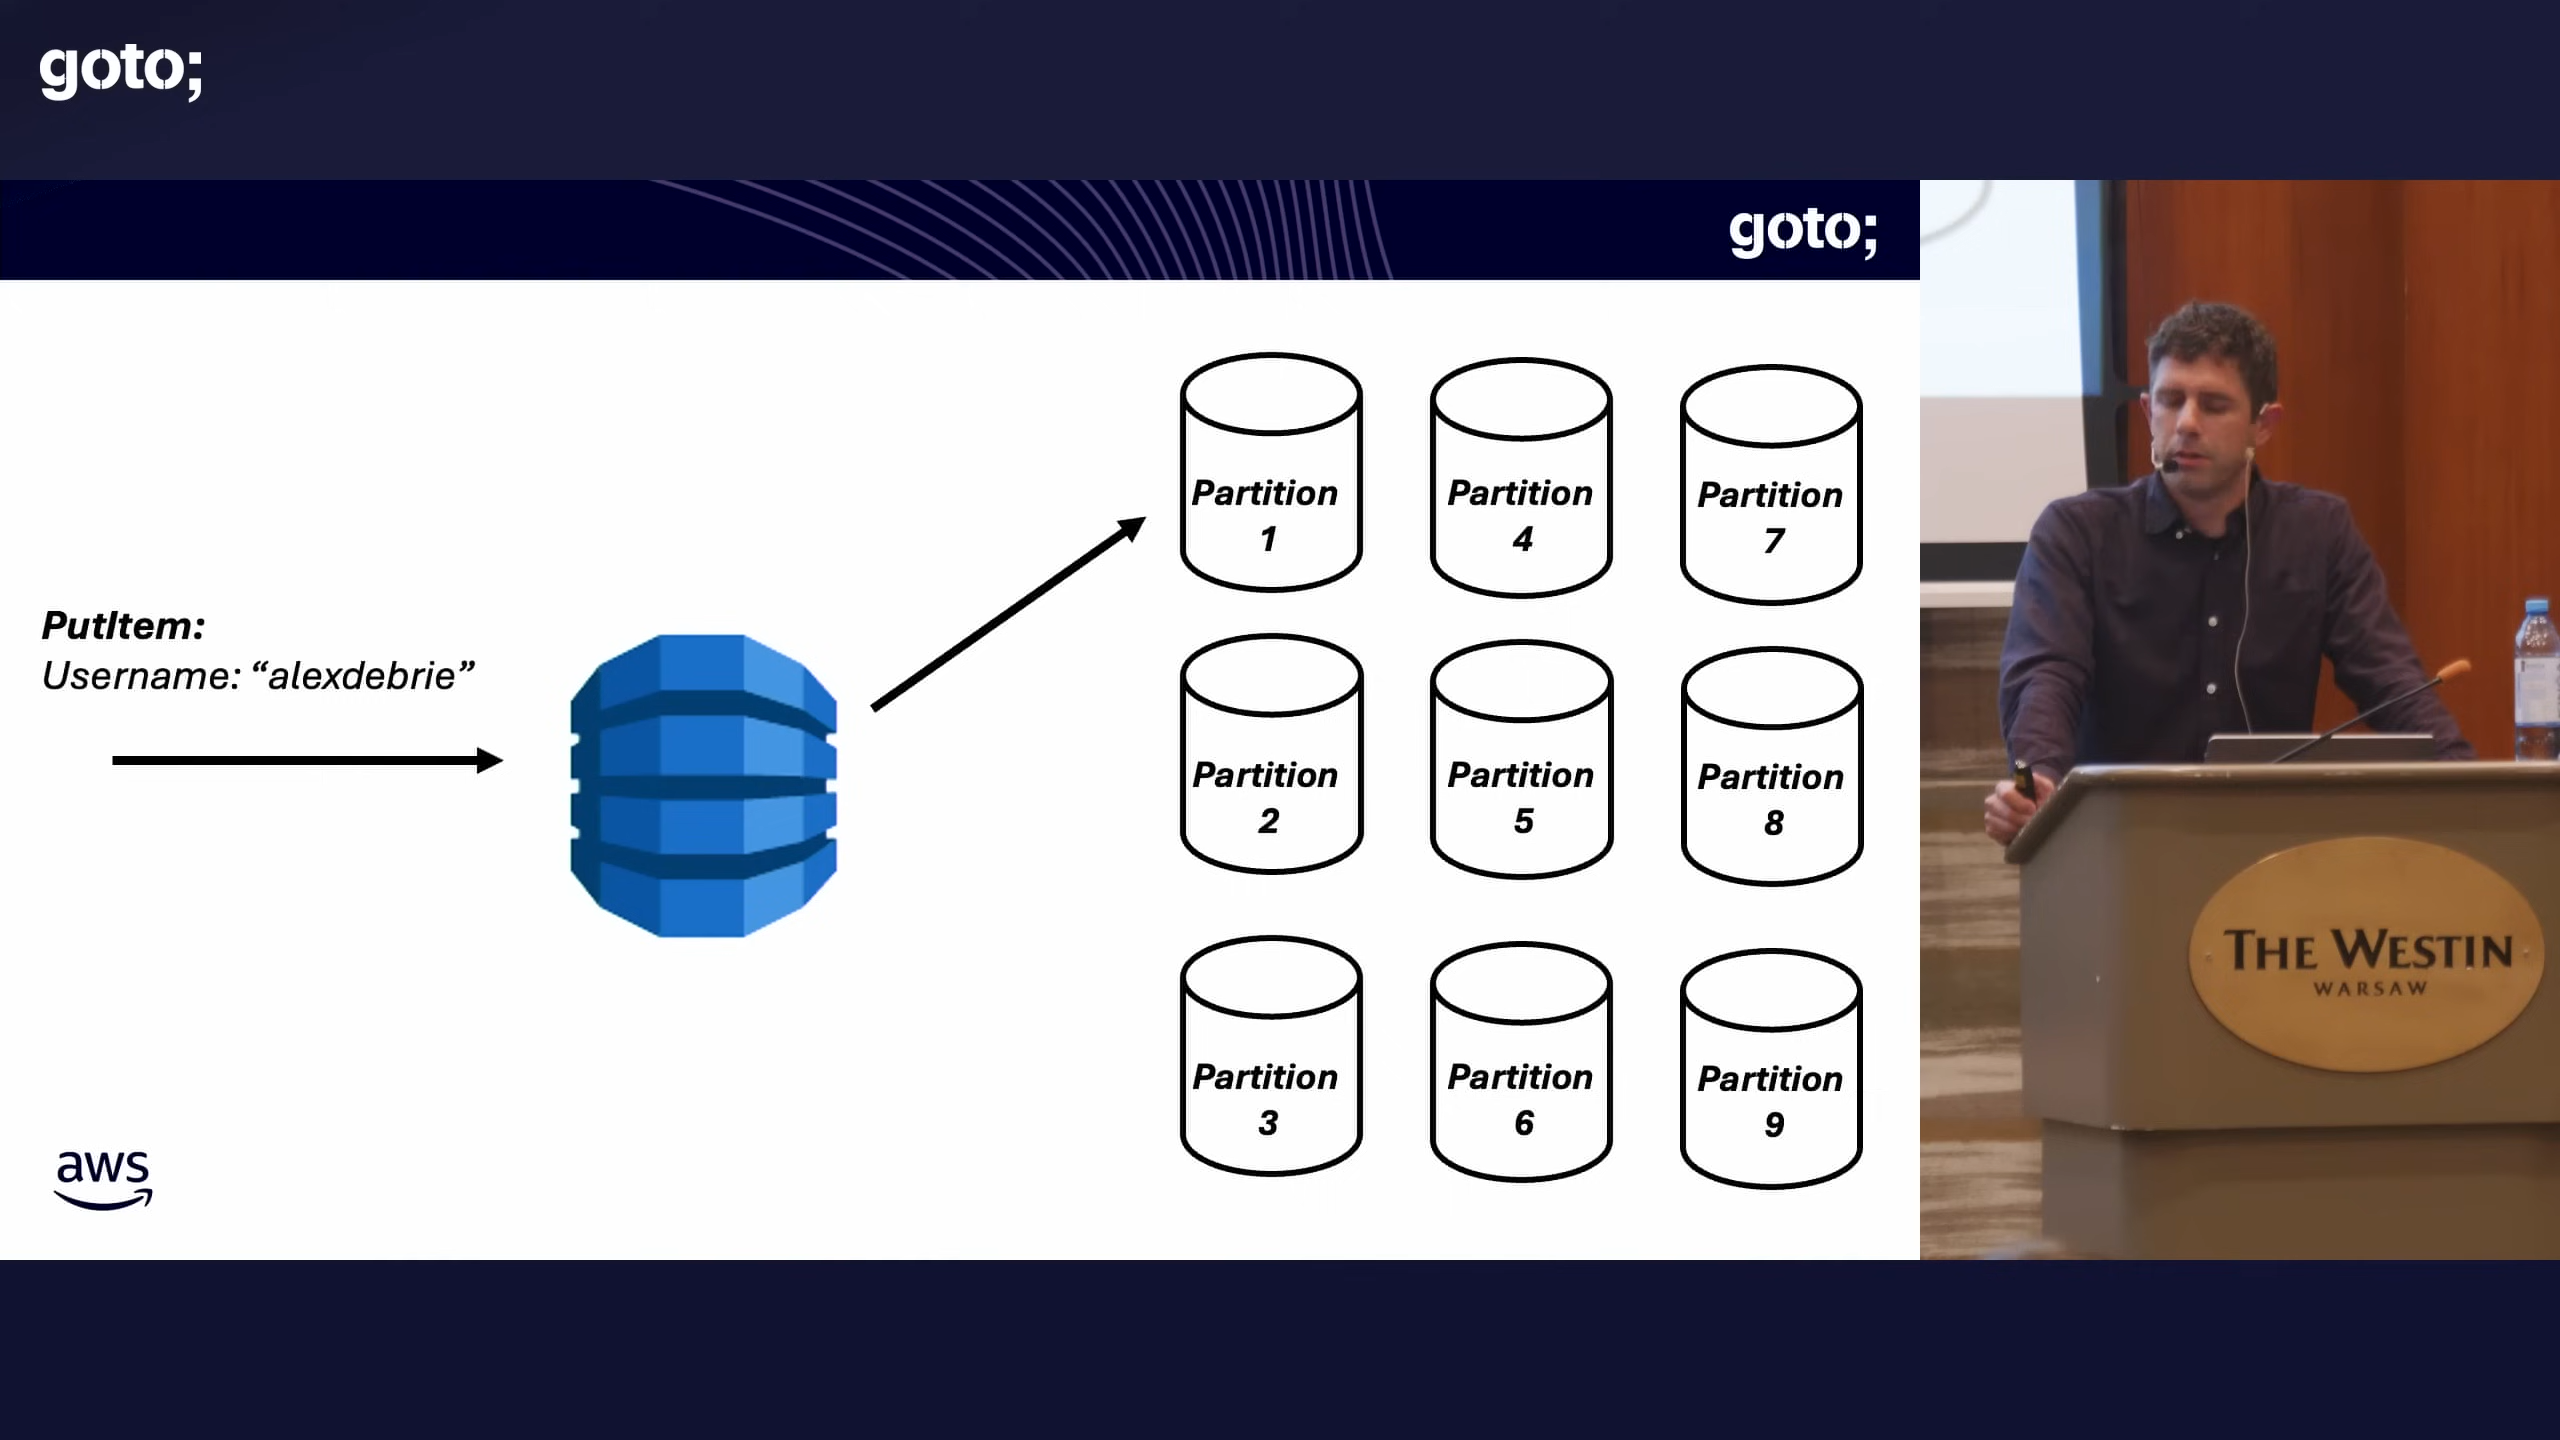 goto;
goto;
PutItem:
Username: “alexdebrie”
Partition
1
Partition
4
Partition
7
Partition
2
Partition
5
Partition
8
Partition
3
Partition
6
Partition
9
aws
THE WESTIN
WARSAW